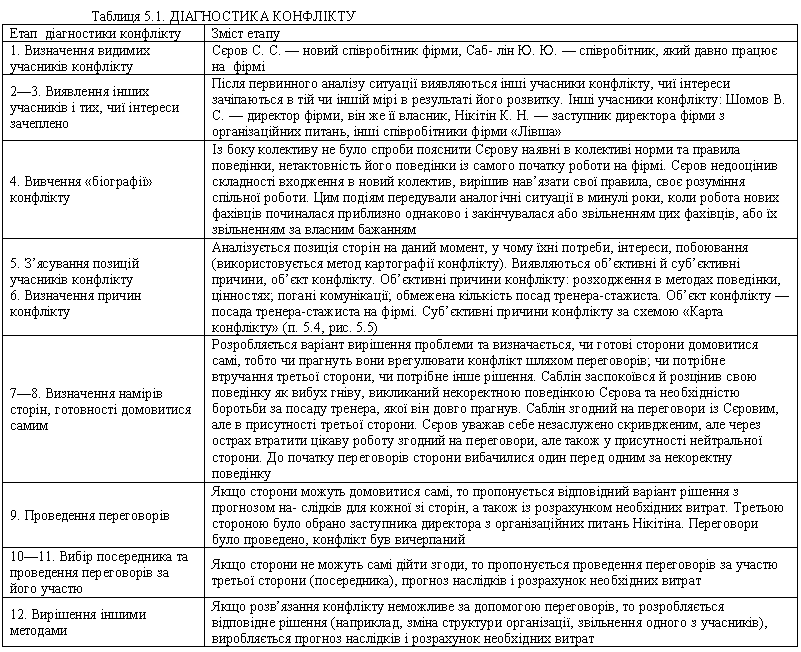 Таблиця 5.1. ДІАГНОСТИКА КОНФЛІКТУ
Етап діагностики конфлікту
Зміст етапу
1. Визначення видимих
учасників конфлікту
Сєров С. С. — новий співробітник фірми, Саб- лін Ю. Ю. — співробітник, який давно працює
на фірмі
2—3. Виявлення інших
учасників і тих, чиї інтереси
зачеплено
Після первинного аналізу ситуації виявляються інші учасники конфлікту, чиї інтереси
зачіпаються в тій чи іншій мірі в результаті його розвитку. Інші учасники конфлікту: Шомов В.
С. — директор фірми, він же її власник, Нікітін К. Н. — заступник директора фірми з
організаційних питань, інші співробітники фірми «Лівша»
4. Вивчення «біографії»
конфлікту
Із боку колективу не було спроби пояснити Сєрову наявні в колективі норми та правила
поведінки, нетактовність його поведінки із самого початку роботи на фірмі. Сєров недооцінив
складності входження в новий колектив, вирішив нав’язати свої правила, своє розуміння
спільної роботи. Цим подіям передували аналогічні ситуації в минулі роки, коли робота нових
фахівців починалася приблизно однаково і закінчувалася або звільненням цих фахівців, або їх
звільненням за власним бажанням
5. З’ясування позицій
учасників конфлікту
6. Визначення причин
конфлікту
Аналізується позиція сторін на даний момент, у чому їхні потреби, інтереси, побоювання
(використовується метод картографії конфлікту). Виявляються об’єктивні й суб’єктивні
причини, об’єкт конфлікту. Об’єктивні причини конфлікту: розходження в методах поведінки,
цінностях; погані комунікації; обмежена кількість посад тренера-стажиста. Об’єкт конфлікту —
посада тренера-стажиста на фірмі. Суб’єктивні причини конфлікту за схемою «Карта
конфлікту» (п. 5.4, рис. 5.5)
7—8. Визначення намірів
сторін, готовності домовитися
самим
Розробляється варіант вирішення проблеми та визначається, чи готові сторони домовитися
самі, тобто чи прагнуть вони врегулювати конфлікт шляхом переговорів; чи потрібне
втручання третьої сторони, чи потрібне інше рішення. Саблін заспокоївся й розцінив свою
поведінку як вибух гніву, викликаний некоректною поведінкою Сєрова та необхідністю
боротьби за посаду тренера, якої він довго прагнув. Саблін згодний на переговори із Сєровим,
але в присутності третьої сторони. Сєров уважав себе незаслужено скривдженим, але через
острах втратити цікаву роботу згодний на переговори, але також у присутності нейтральної
сторони. До початку переговорів сторони вибачилися один перед одним за некоректну
поведінку
9. Проведення переговорів
Якщо сторони можуть домовитися самі, то пропонується відповідний варіант рішення з
прогнозом на- слідків для кожної зі сторін, а також із розрахунком необхідних витрат. Третьою
стороною було обрано заступника директора з організаційних питань Нікітіна. Переговори
було проведено, конфлікт був вичерпаний
10—11. Вибір посередника та
проведення переговорів за
його участю
Якщо сторони не можуть самі дійти згоди, то пропонується проведення переговорів за участю
третьої сторони (посередника), прогноз наслідків і розрахунок необхідних витрат
12. Вирішення іншими
методами
Якщо розв’язання конфлікту неможливе за допомогою переговорів, то розробляється
відповідне рішення (наприклад, зміна структури організації, звільнення одного з учасників),
виробляється прогноз наслідків і розрахунок необхідних витрат